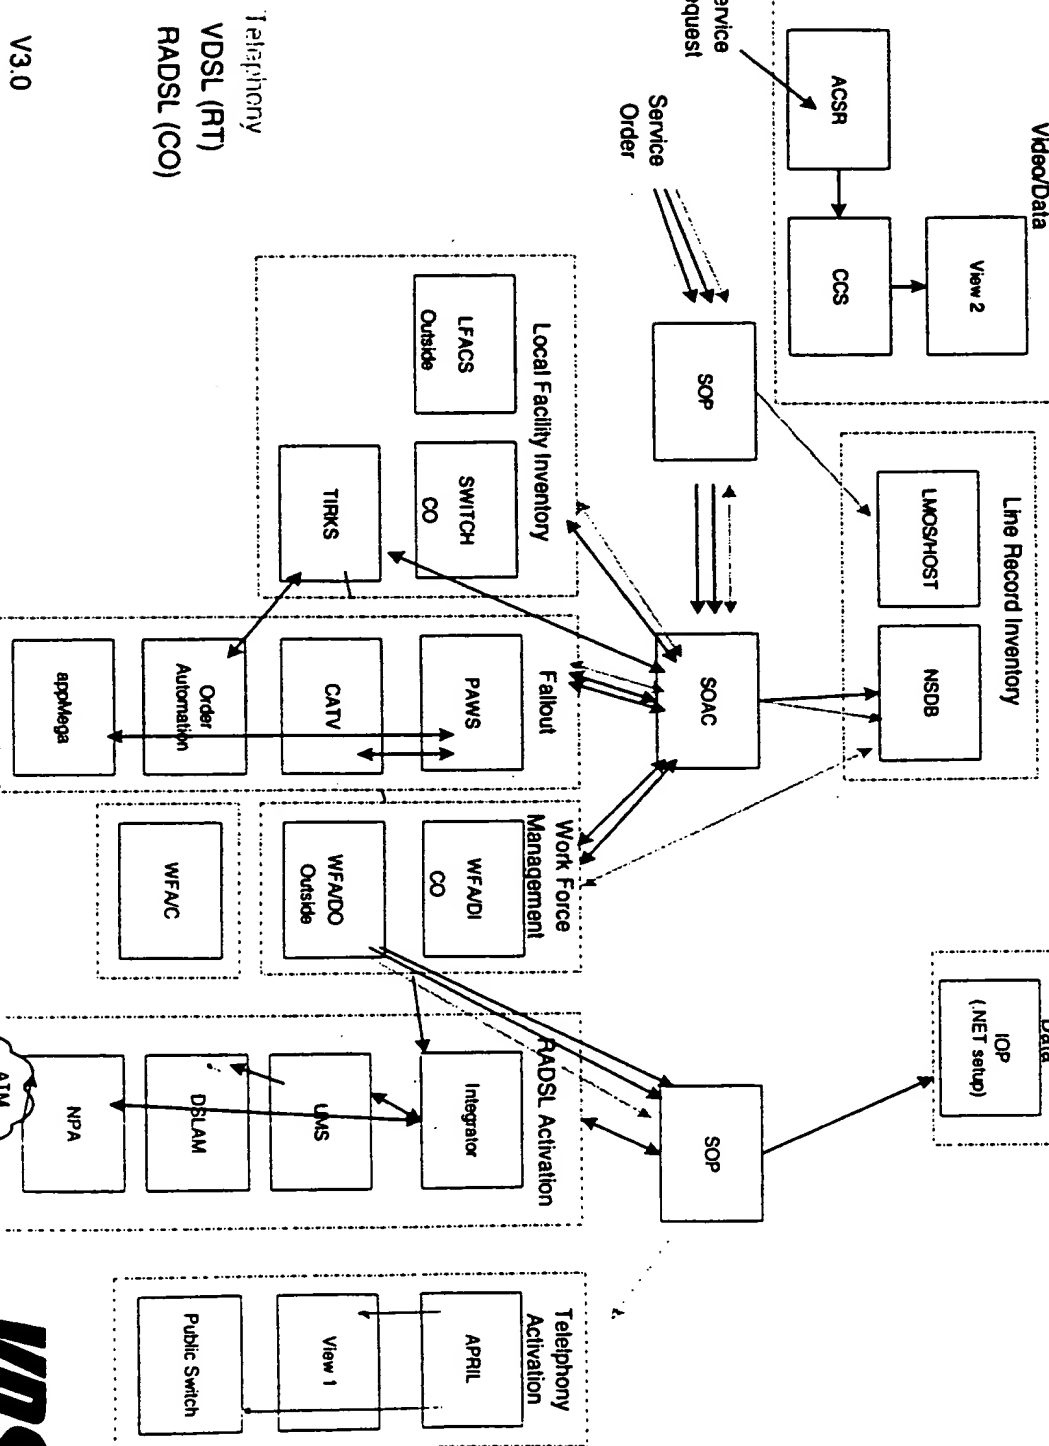 Video/Data
ACSR
CCS
View 2
Service
Order
SOP
Line Record Inventory
LMOS/HOST
NSDB
SOAC
Data
IOP
(.NET setup)
SOP
Local Facility Inventory
LFACS
Outside
SWITCH
CO
TIRKS
Fallout
PAWS
CATV
Order
Automation
appMega
Work Force
Management
WFA/DI
CO
WFA/DO
Outside
WFA/C
RADSL Activation
Integrator
UMS
DSLAM
NPA
ATM
Telelphony
Activation
APRIL
View 1
Public Switch
Telephony
VDSL (RT)
RADSL (CO)
V3.0